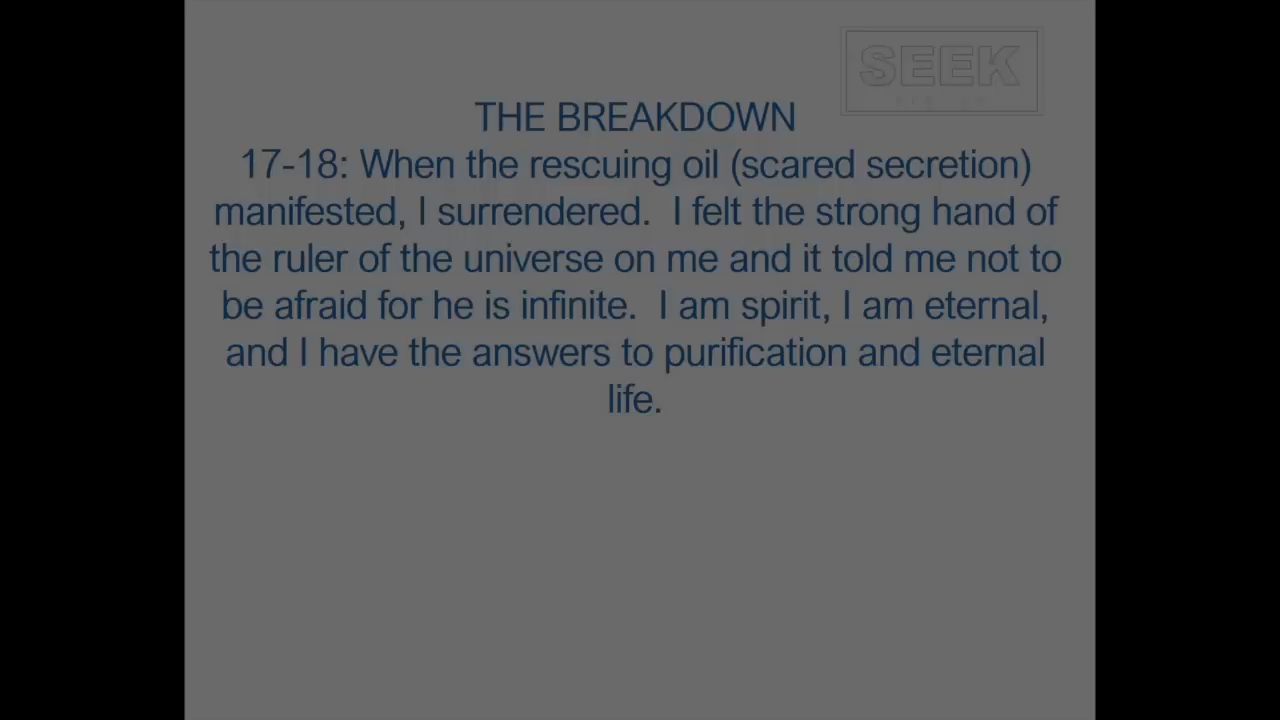 SEEK
THE BREAKDOWN
17-18: When the rescuing oil (scared secretion)
manifested, I surrendered.  I felt the strong hand of
the ruler of the universe on me and it told me not to
be afraid for he is infinite.  I am spirit, I am eternal,
and I have the answers to purification and eternal
life.